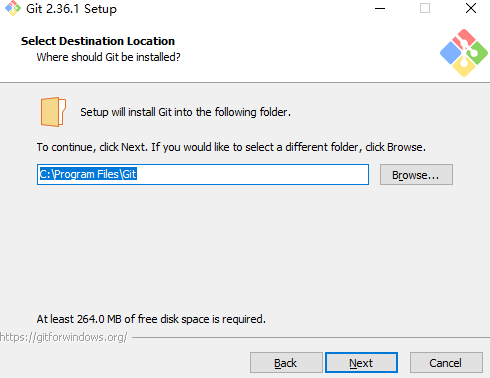 Git 2.36.1 Setup
Select Destination Location
Where should Git be installed?
Setup will install Git into the following folder.
To continue, click Next. If you would like to select a different folder, click Browse.
C:\Program Files\Git
Browse...
At least 264.0 MB of free disk space is required.
https://gitforwindows.org/
Back
Next
Cancel